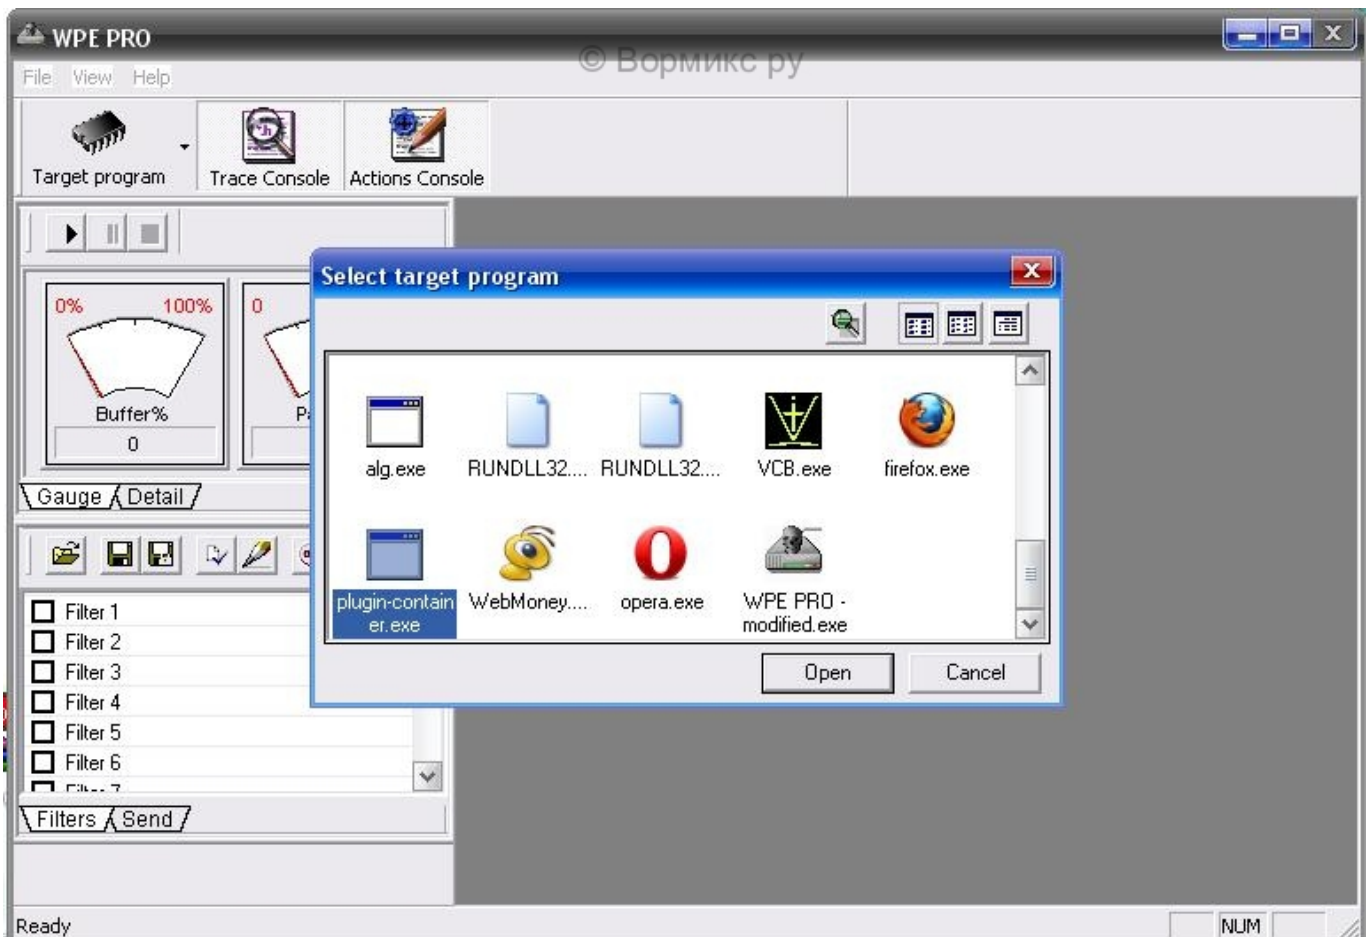 WPE PRO
© Вормикс ру
File View Help
Target program Trace Console Actions Console
Select target program
0% 100% 0
Buffer%
0
Gauge Detail
alg.exe RUNDLL32.... RUNDLL32.... VCB.exe firefox.exe
plugin-contain
er.exe WebMoney.... opera.exe WPE PRO -
modified.exe
Open Cancel
Filter 1
Filter 2
Filter 3
Filter 4
Filter 5
Filter 6
Filter 7
Filters Send
Ready NUM